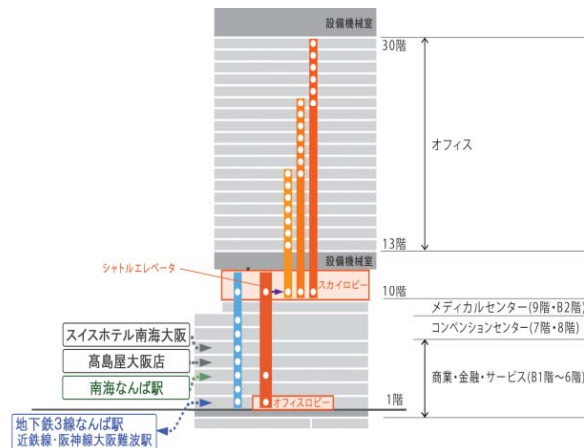 設備機械室
30階
オフィス
設備機械室
13階
シャトルエレベータ
スカイロビー
10階
メディカルセンター(9階・B2階)
コンベンションセンター(7階・8階)
スイスホテル南海大阪
髙島屋大阪店
南海なんば駅
商業・金融・サービス(B1階〜6階)
オフィスロビー
1階
地下鉄3線なんば駅
近鉄線・阪神線大阪難波駅